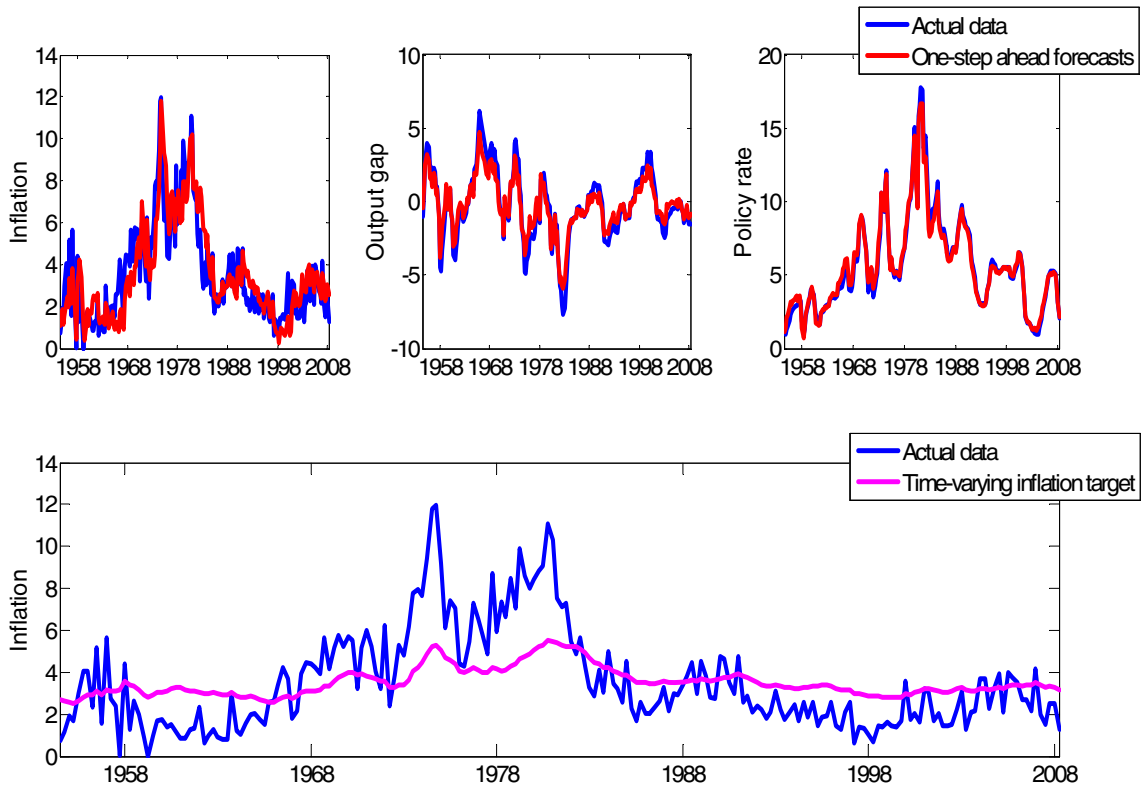 Actual data
One-step ahead forecasts
Inflation
14
12
10
8
6
4
2
0
1958 1968 1978 1988 1998 2008
Output gap
10
5
0
-5
-10
1958 1968 1978 1988 1998 2008
Policy rate
20
15
10
5
0
1958 1968 1978 1988 1998 2008
Actual data
Time-varying inflation target
Inflation
14
12
10
8
6
4
2
0
1958 1968 1978 1988 1998 2008